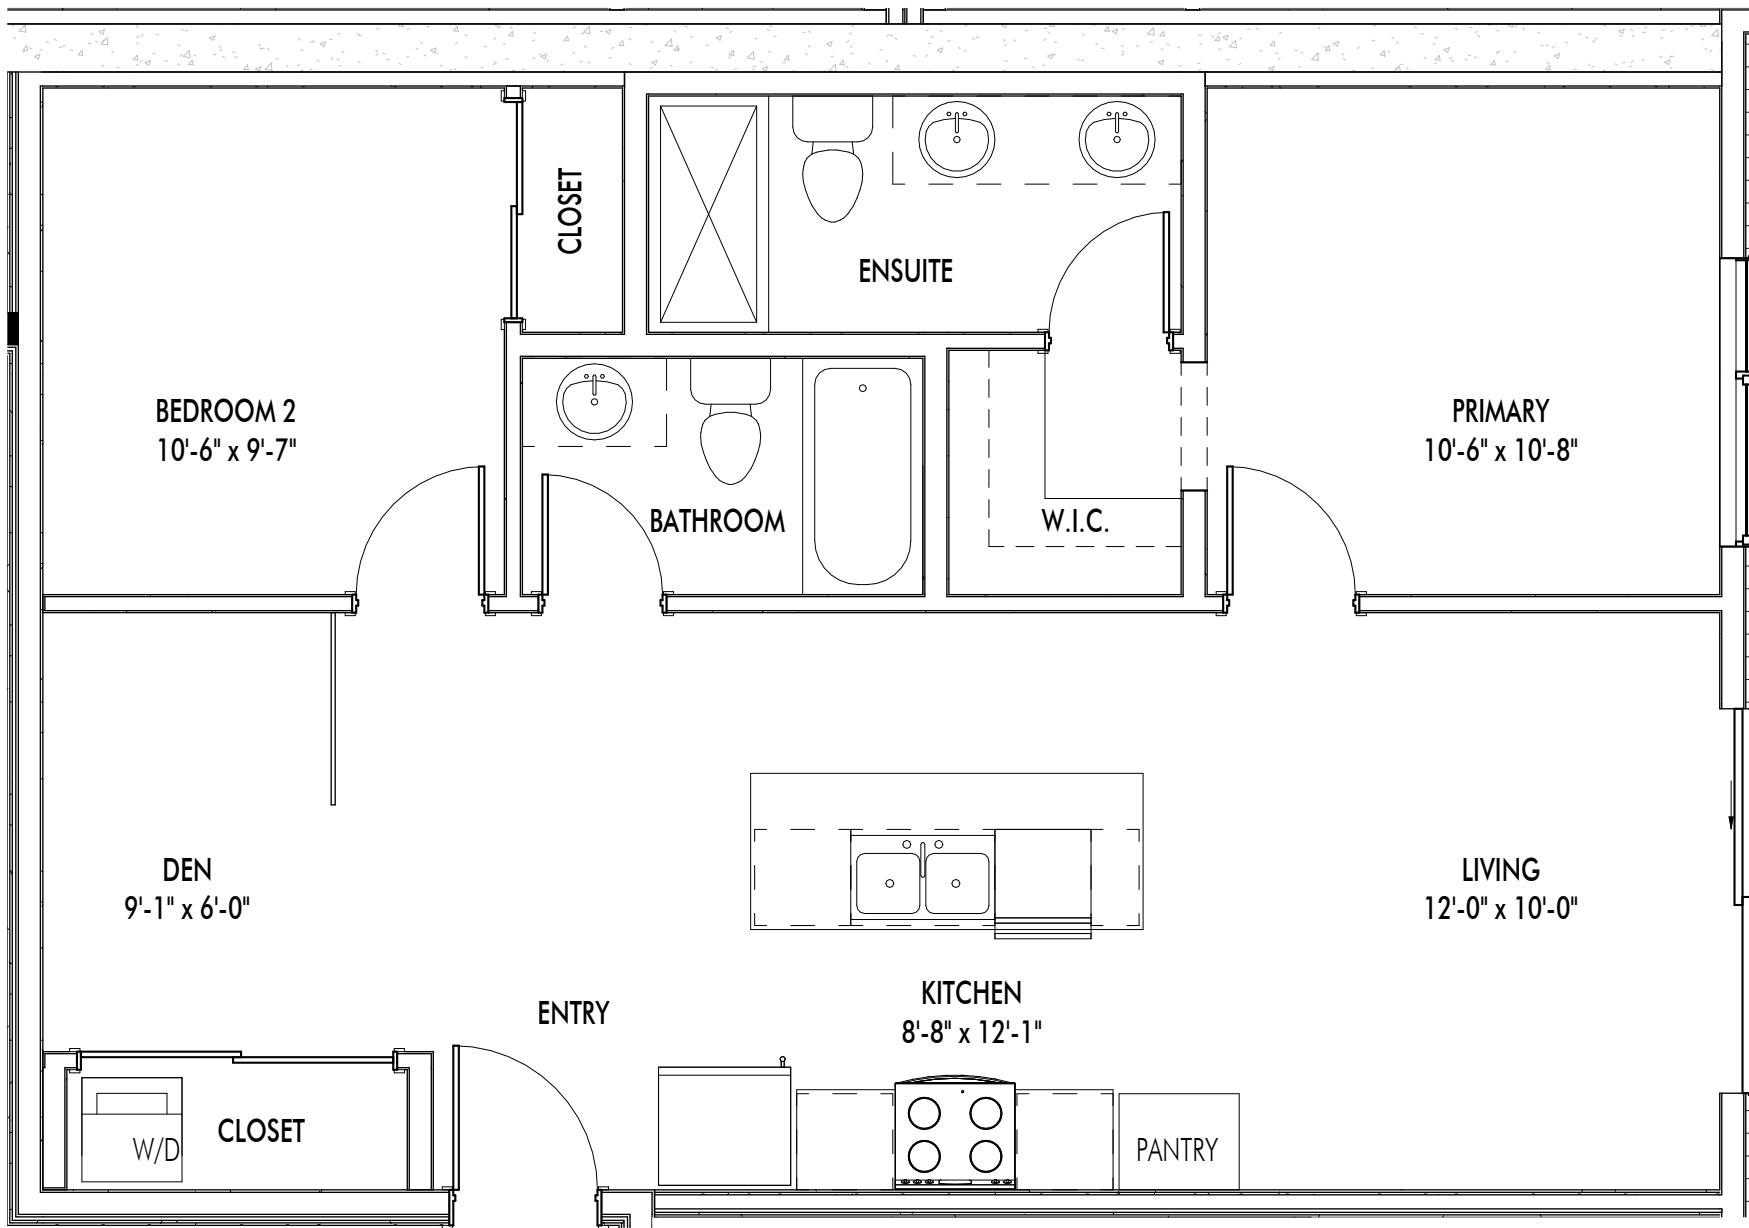 CLOSET
ENSUITE
BEDROOM 2
10'-6" x 9'-7"
PRIMARY
10'-6" x 10'-8"
BATHROOM
W.I.C.
DEN
9'-1" x 6'-0"
LIVING
12'-0" x 10'-0"
ENTRY
KITCHEN
8'-8" x 12'-1"
CLOSET
W/D
PANTRY